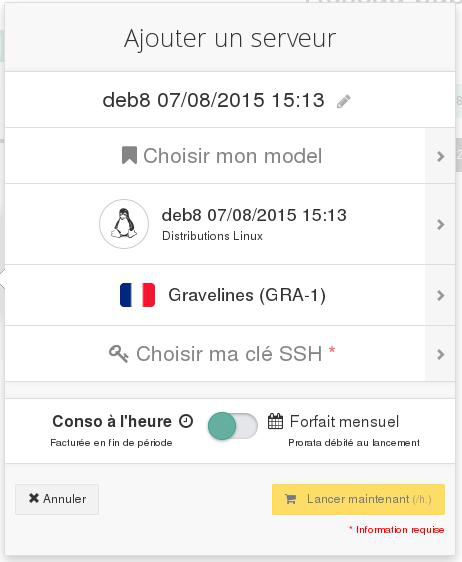 Ajouter un serveur
deb8 07/08/2015 15:13
Choisir mon model
deb8 07/08/2015 15:13
Distributions Linux
Gravelines (GRA-1)
Choisir ma clé SSH *
Conso à l'heure
Forfait mensuel
Facturée en fin de période
Prorata débité au lancement
Annuler
Lancer maintenant (/h.)
* Information requise